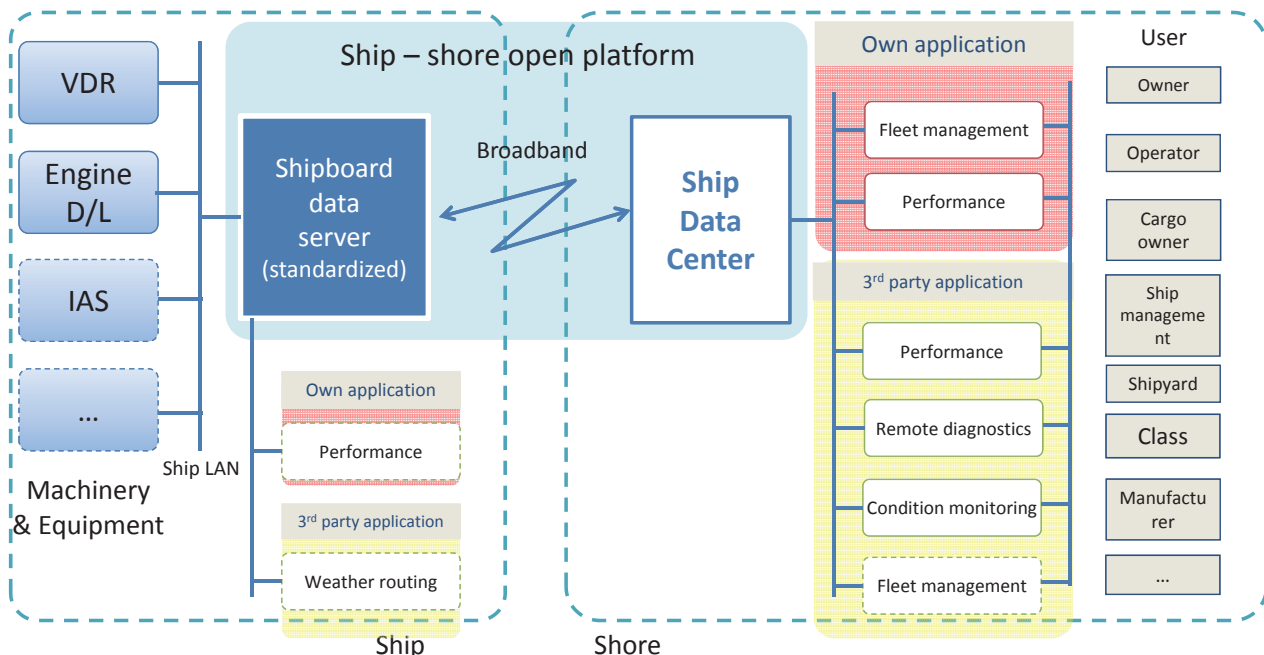 Ship – shore open platform
VDR
Engine
D/L
IAS
...
Machinery
& Equipment
Ship LAN
Shipboard
data
server
(standardized)
Broadband
Ship
Data
Center
Own application
Performance
3rd party application
Weather routing
Ship
Shore
Own application
Fleet management
Performance
3rd party application
Performance
Remote diagnostics
Condition monitoring
Fleet management
User
Owner
Operator
Cargo
owner
Ship
manageme
nt
Shipyard
Class
Manufactu
rer
...